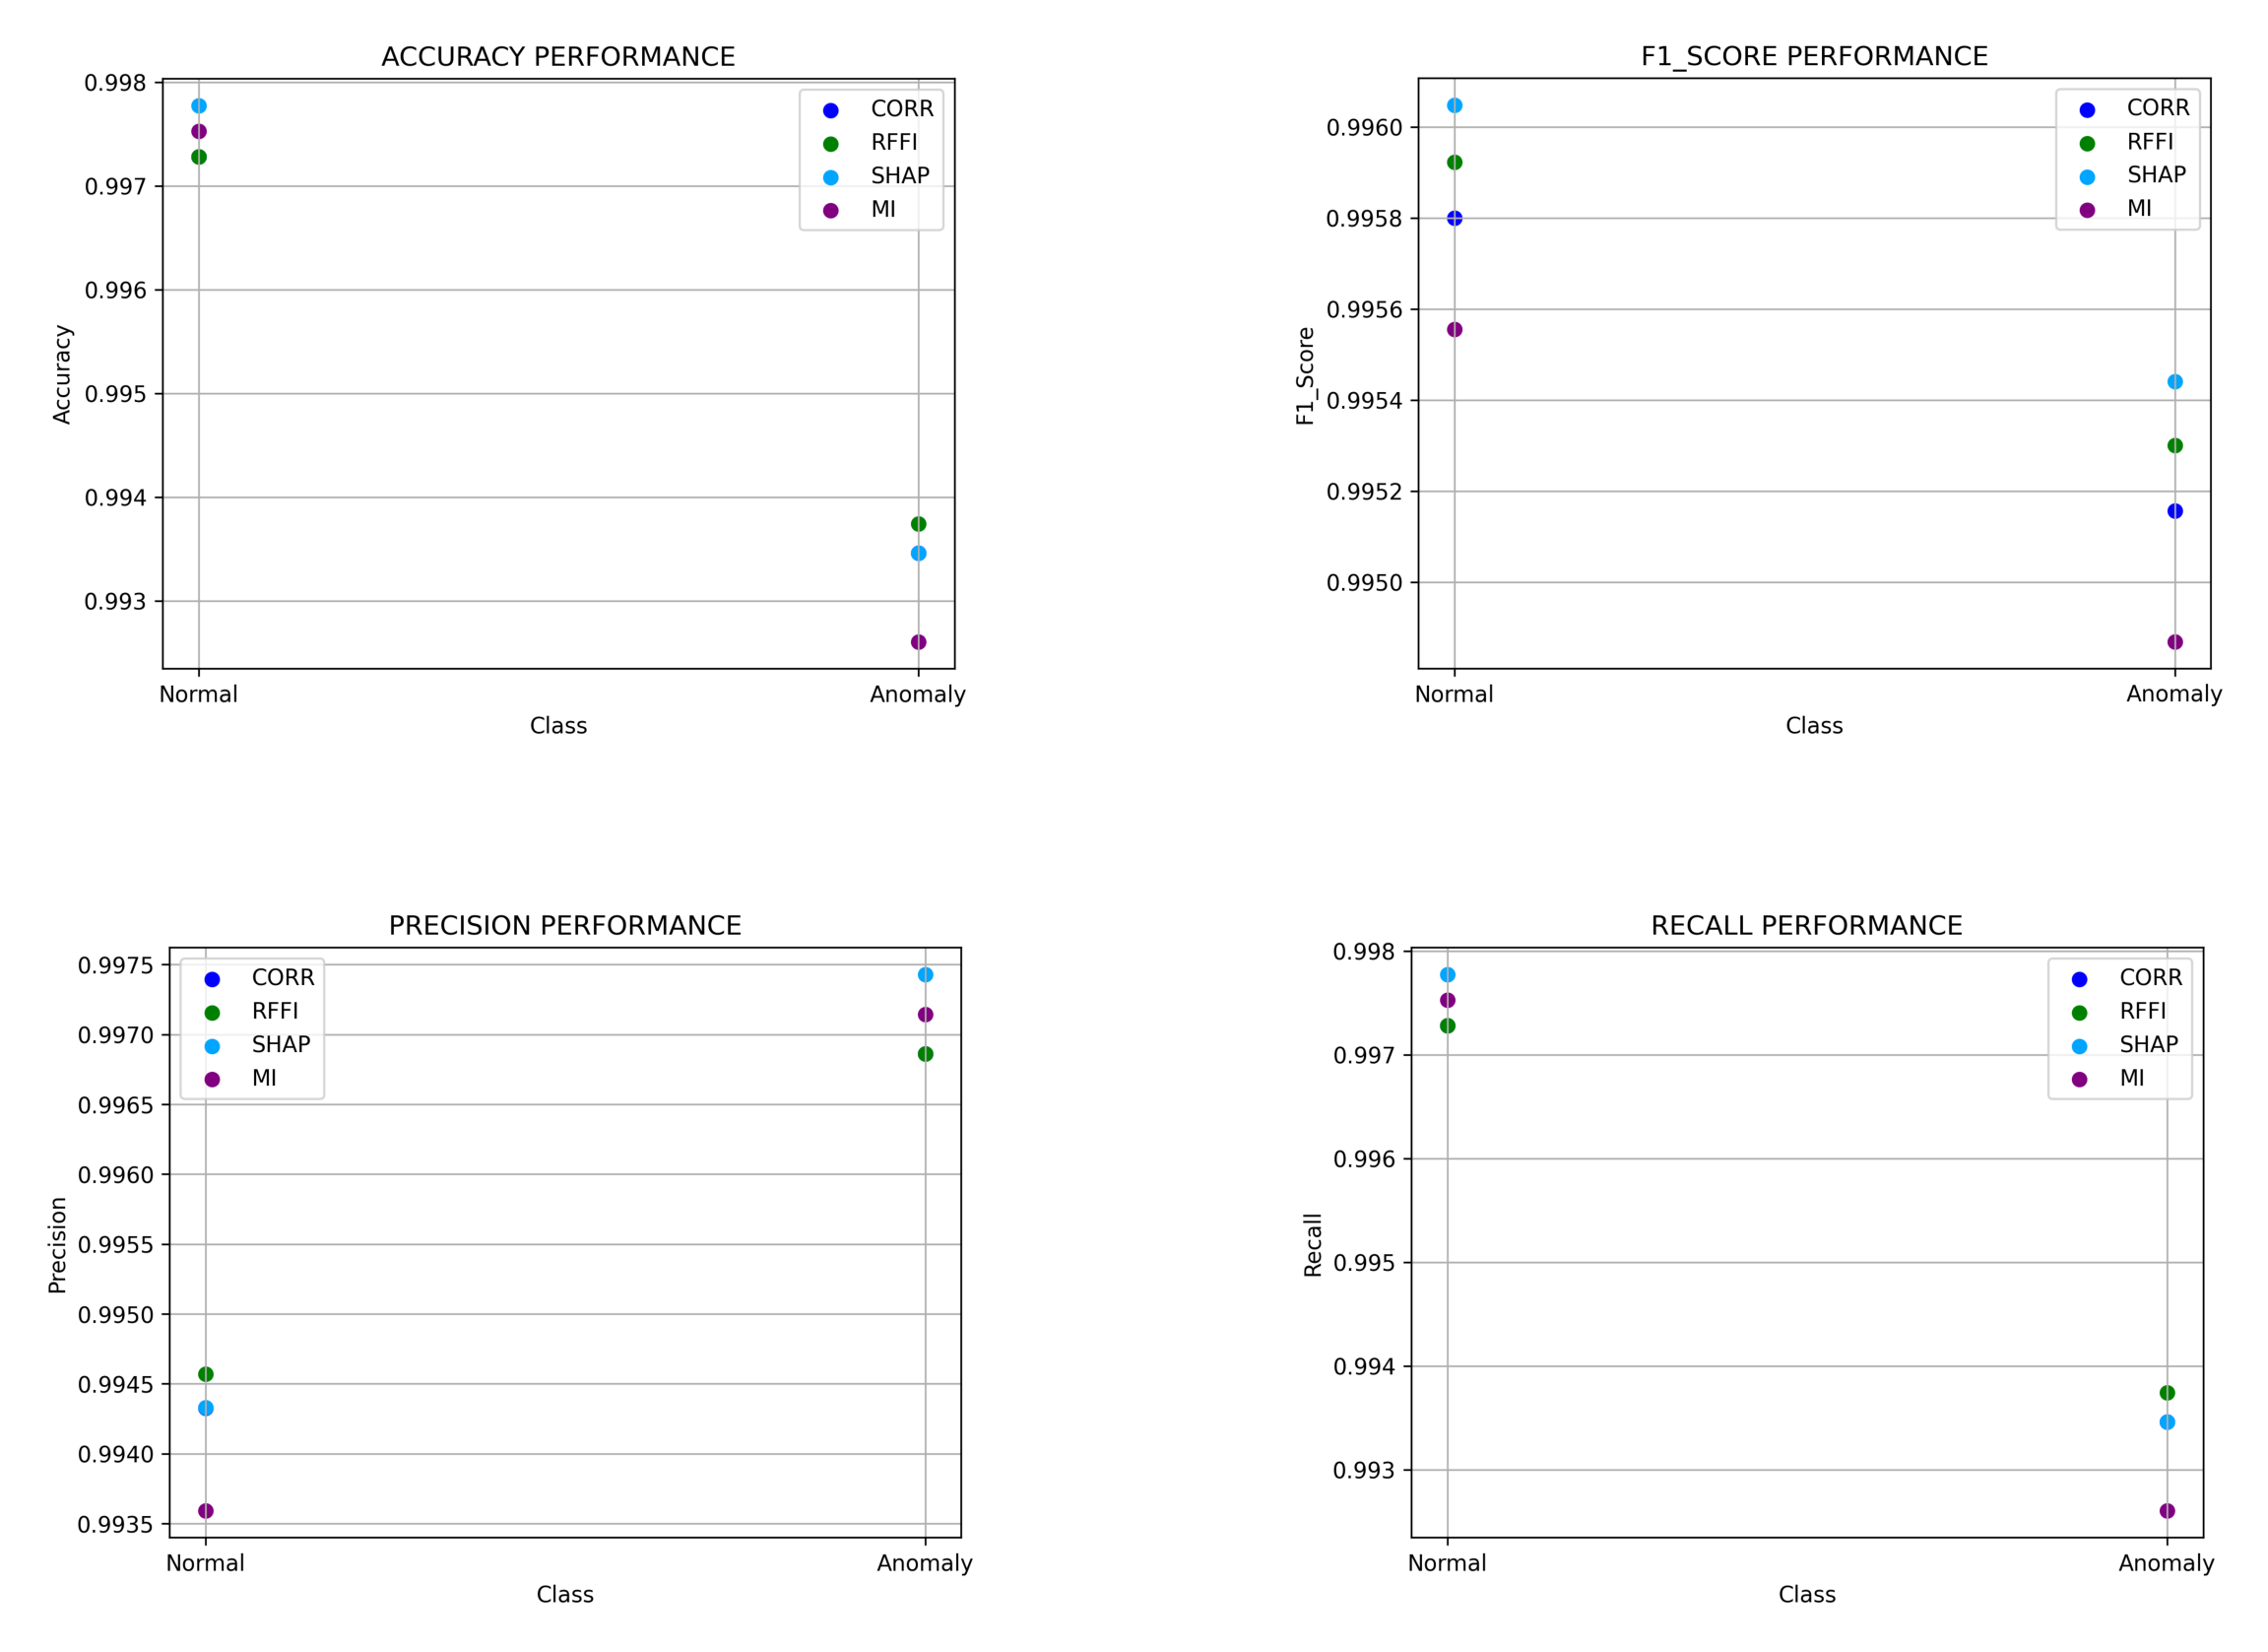 ACCURACY PERFORMANCE
0.998
0.997
0.996
0.995
0.994
0.993
Accuracy
CORR
RFFI
SHAP
MI
Normal
Anomaly
Class
F1_SCORE PERFORMANCE
0.9960
0.9958
0.9956
0.9954
0.9952
0.9950
F1_Score
CORR
RFFI
SHAP
MI
Normal
Anomaly
Class
PRECISION PERFORMANCE
0.9975
0.9970
0.9965
0.9960
0.9955
0.9950
0.9945
0.9940
0.9935
Precision
CORR
RFFI
SHAP
MI
Normal
Anomaly
Class
RECALL PERFORMANCE
0.998
0.997
0.996
0.995
0.994
0.993
Recall
CORR
RFFI
SHAP
MI
Normal
Anomaly
Class